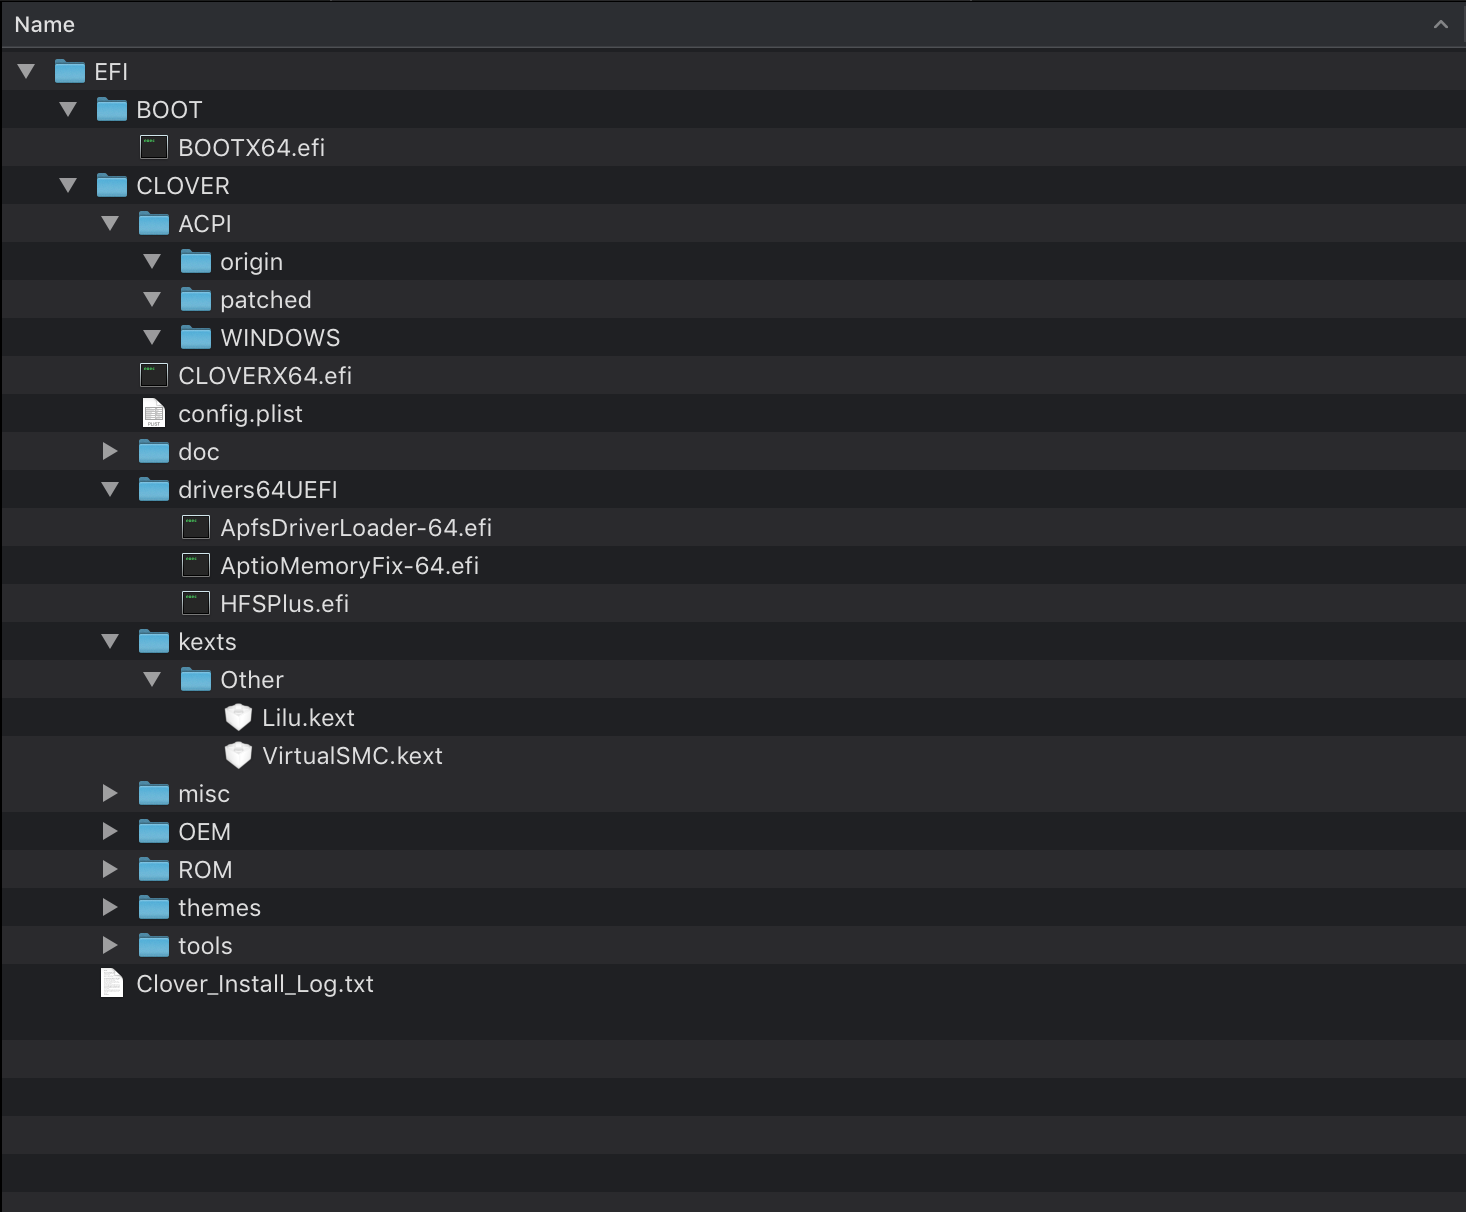 Name
EFI
BOOT
BOOTX64.efi
CLOVER
ACPI
origin
patched
WINDOWS
CLOVERX64.efi
config.plist
doc
drivers64UEFI
ApfsDriverLoader-64.efi
AptioMemoryFix-64.efi
HFSPlus.efi
kexts
Other
Lilu.kext
VirtualSMC.kext
misc
OEM
ROM
themes
tools
Clover_Install_Log.txt